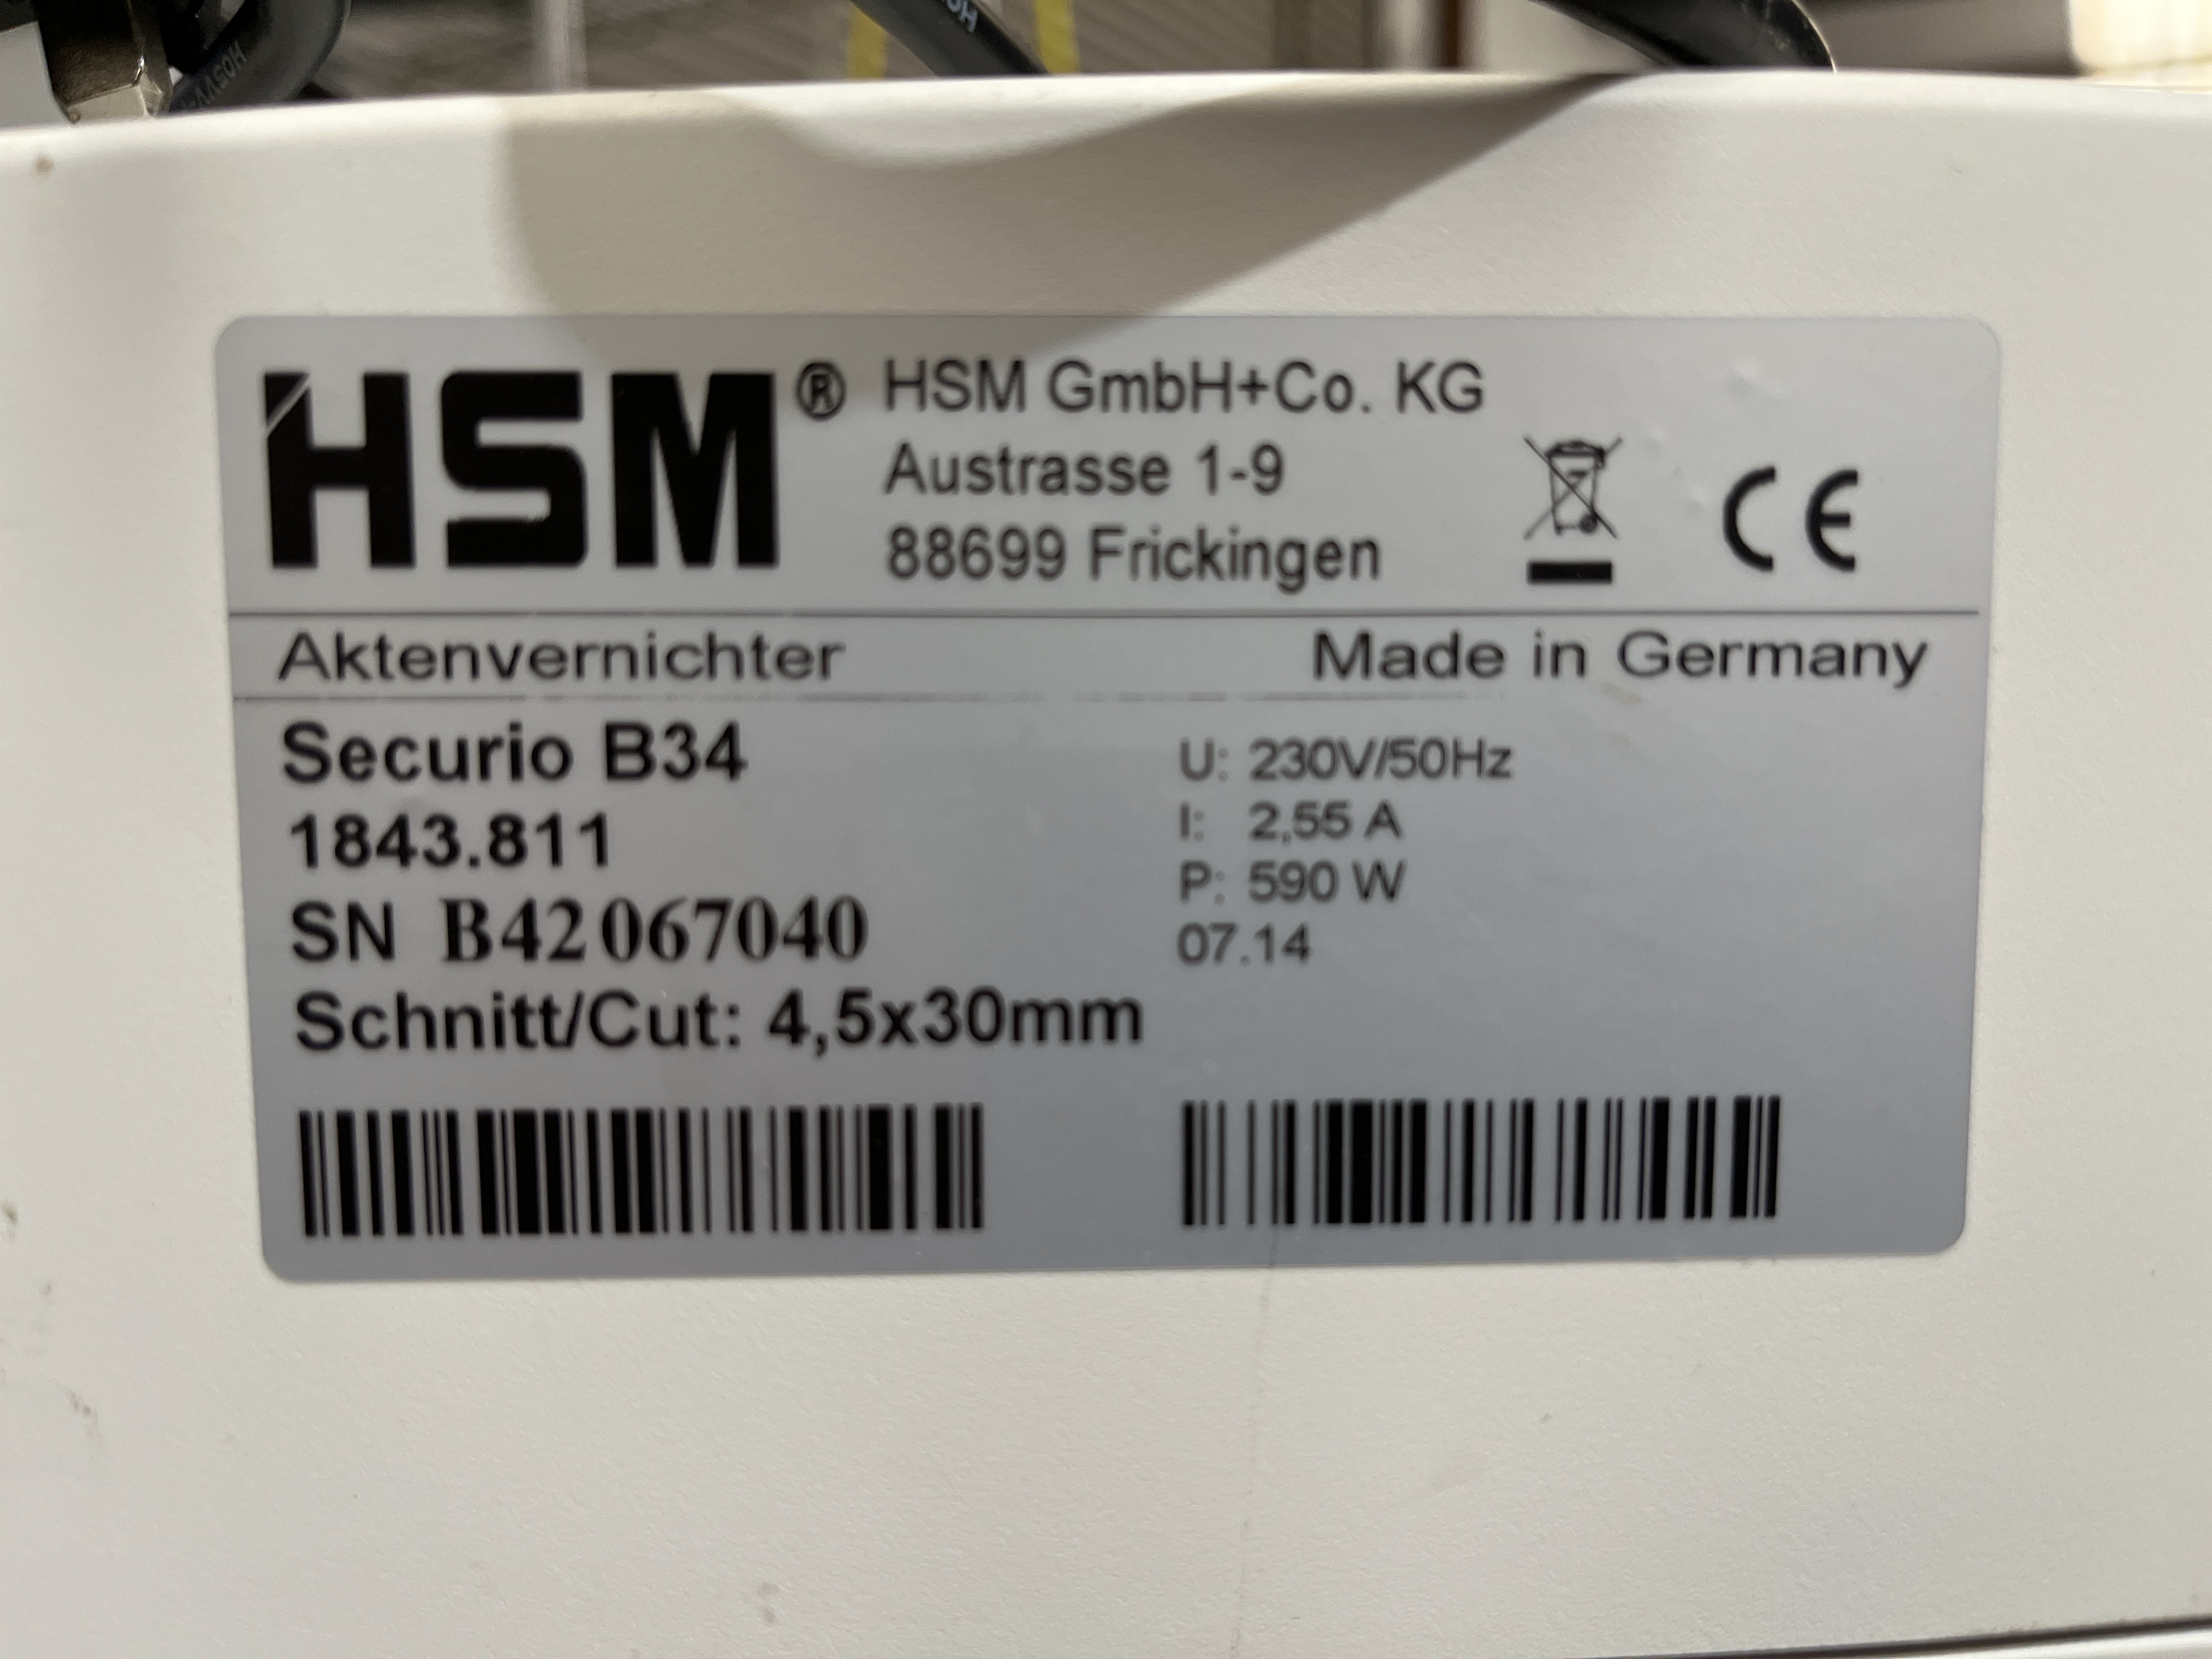 HSM®
HSM GmbH+Co. KG
Austrasse 1-9
88699 Frickingen
CE
Aktenvernichter
Made in Germany
Securio B34
1843.811
SN B42067040
Schnitt/Cut: 4,5x30mm
U: 230V/50Hz
I: 2,55 A
P: 590 W
07.14